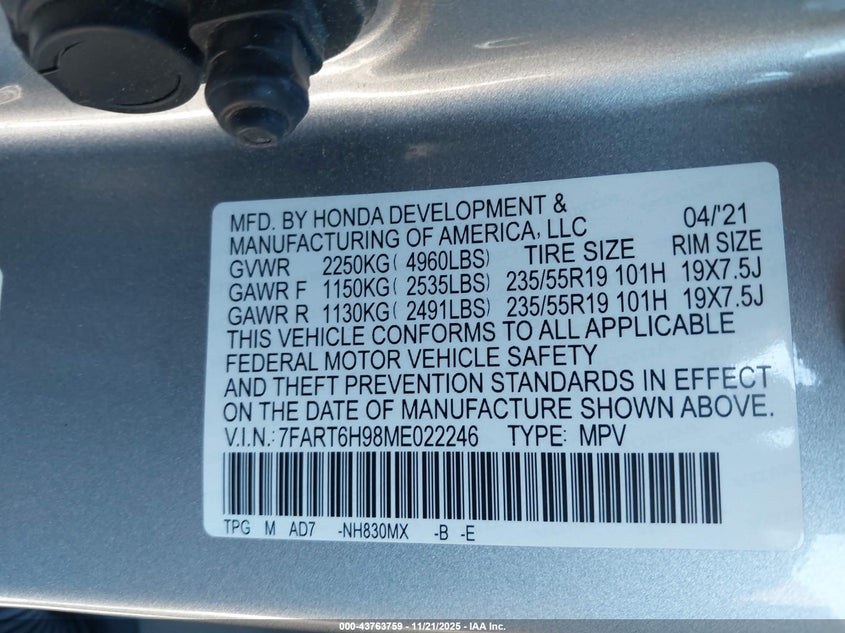 MFD. BY HONDA DEVELOPMENT & 04/'21
MANUFACTURING OF AMERICA, LLC
GVWR 2250KG( 4960LBS) TIRE SIZE RIM SIZE
GAWR F 1150KG( 2535LBS) 235/55R19 101H 19X7.5J
GAWR R 1130KG( 2491LBS) 235/55R19 101H 19X7.5J
THIS VEHICLE CONFORMS TO ALL APPLICABLE
FEDERAL MOTOR VEHICLE SAFETY
AND THEFT PREVENTION STANDARDS IN EFFECT
ON THE DATE OF MANUFACTURE SHOWN ABOVE.
V.I.N.:7FART6H98ME022246 TYPE: MPV
TPG M AD7 -NH830MX -B -E
000-43763759 - 11/21/2025 - IAA Inc.